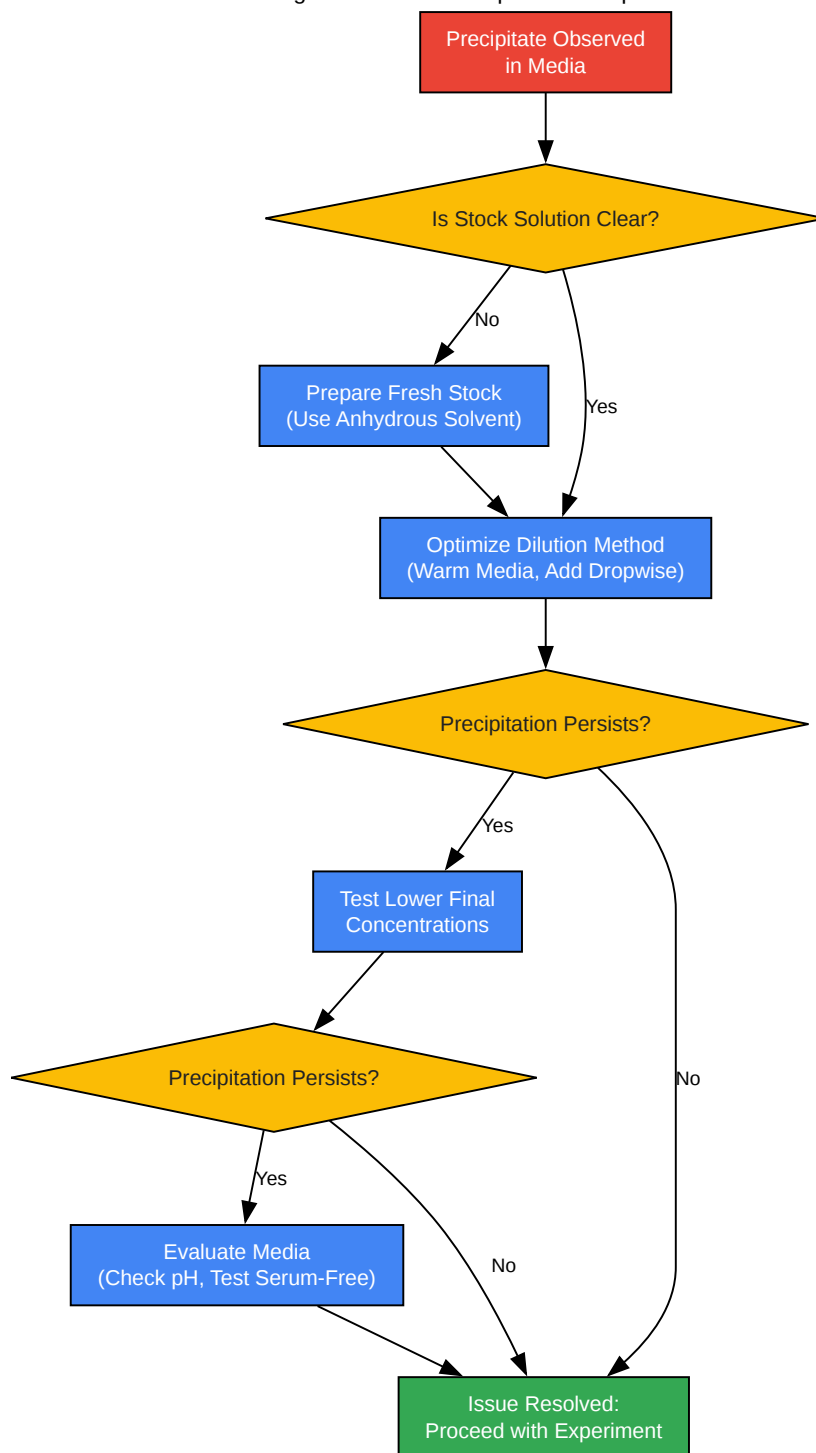 Precipitate Observed
in Media
Is Stock Solution Clear?
No
Yes
Prepare Fresh Stock
(Use Anhydrous Solvent)
Optimize Dilution Method
(Warm Media, Add Dropwise)
Precipitation Persists?
Yes
No
Test Lower Final
Concentrations
Precipitation Persists?
Yes
No
Evaluate Media
(Check pH, Test Serum-Free)
Issue Resolved:
Proceed with Experiment